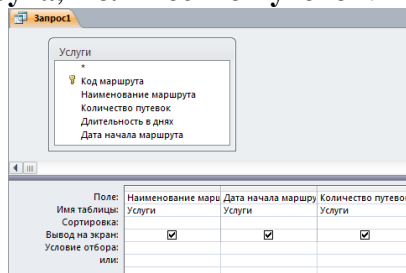 Запрос1
Услуги
*
Код маршрута
Наименование маршрута
Количество путевок
Длительность в днях
Дата начала маршрута
Поле: Наименование марш Дата начала маршру Количество путевок
Имя таблицы: Услуги Услуги Услуги
Сортировка:
Вывод на экран:
Условие отбора:
или: